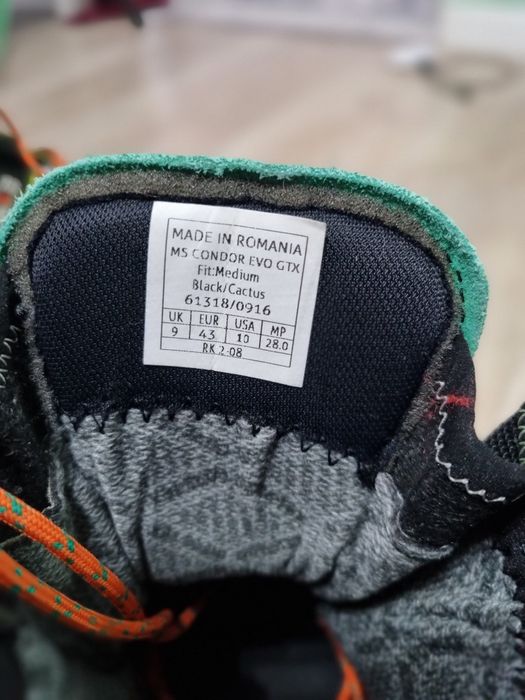 MADE IN ROMANIA
MS CONDOR EVO GTX
Fit:Medium
Black/Cactus
61318/0916
UK EUR USA MP
9 43 10 28.0
RK 2-08